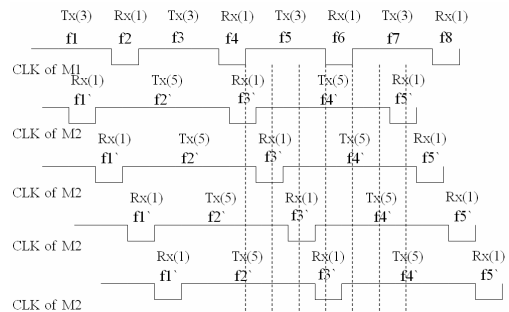 Tx(3) Rx(1) Tx(3) Rx(1) Tx(3) Rx(1) Tx(3) Rx(1)
f1 f2 f3 f4 f5 f6 f7 f8
CLK of M1
Rx(1) Tx(5) Rx(1) Tx(5) Rx(1)
f1` f2` f3` f4` f5`
CLK of M2
Rx(1) Tx(5) Rx(1) Tx(5) Rx(1)
f1` f2` f3` f4` f5`
CLK of M2
Rx(1) Tx(5) Rx(1) Tx(5) Rx(1)
f1` f2` f3` f4` f5`
CLK of M2
Rx(1) Tx(5) Rx(1) Tx(5) Rx(1)
f1` f2` f3` f4` f5`
CLK of M2